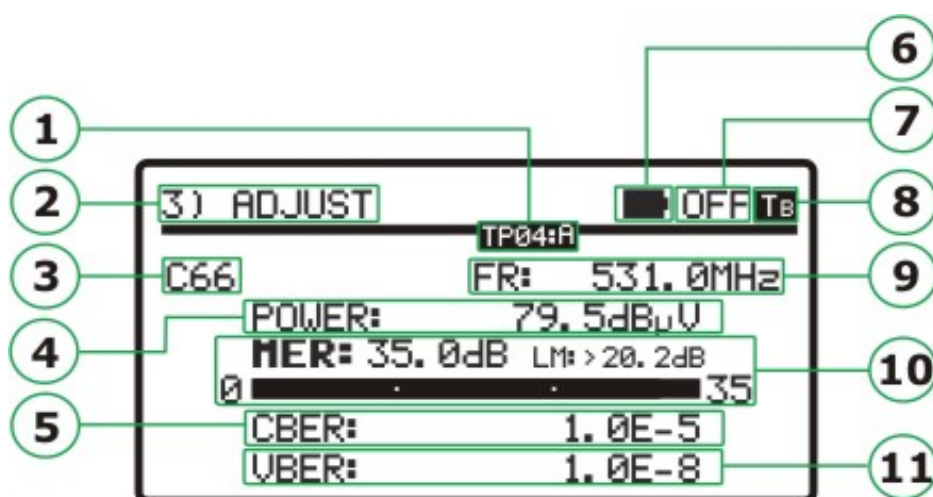 6
7
1
2
3) ADJUST
OFF TB
8
TP04:A
3
C66
FR: 531.0MHz
9
4
POWER: 79.5dBµV
MER: 35.0dB LM:>20.2dB
10
0 35
5
CBER: 1.0E-5
VBER: 1.0E-8
11